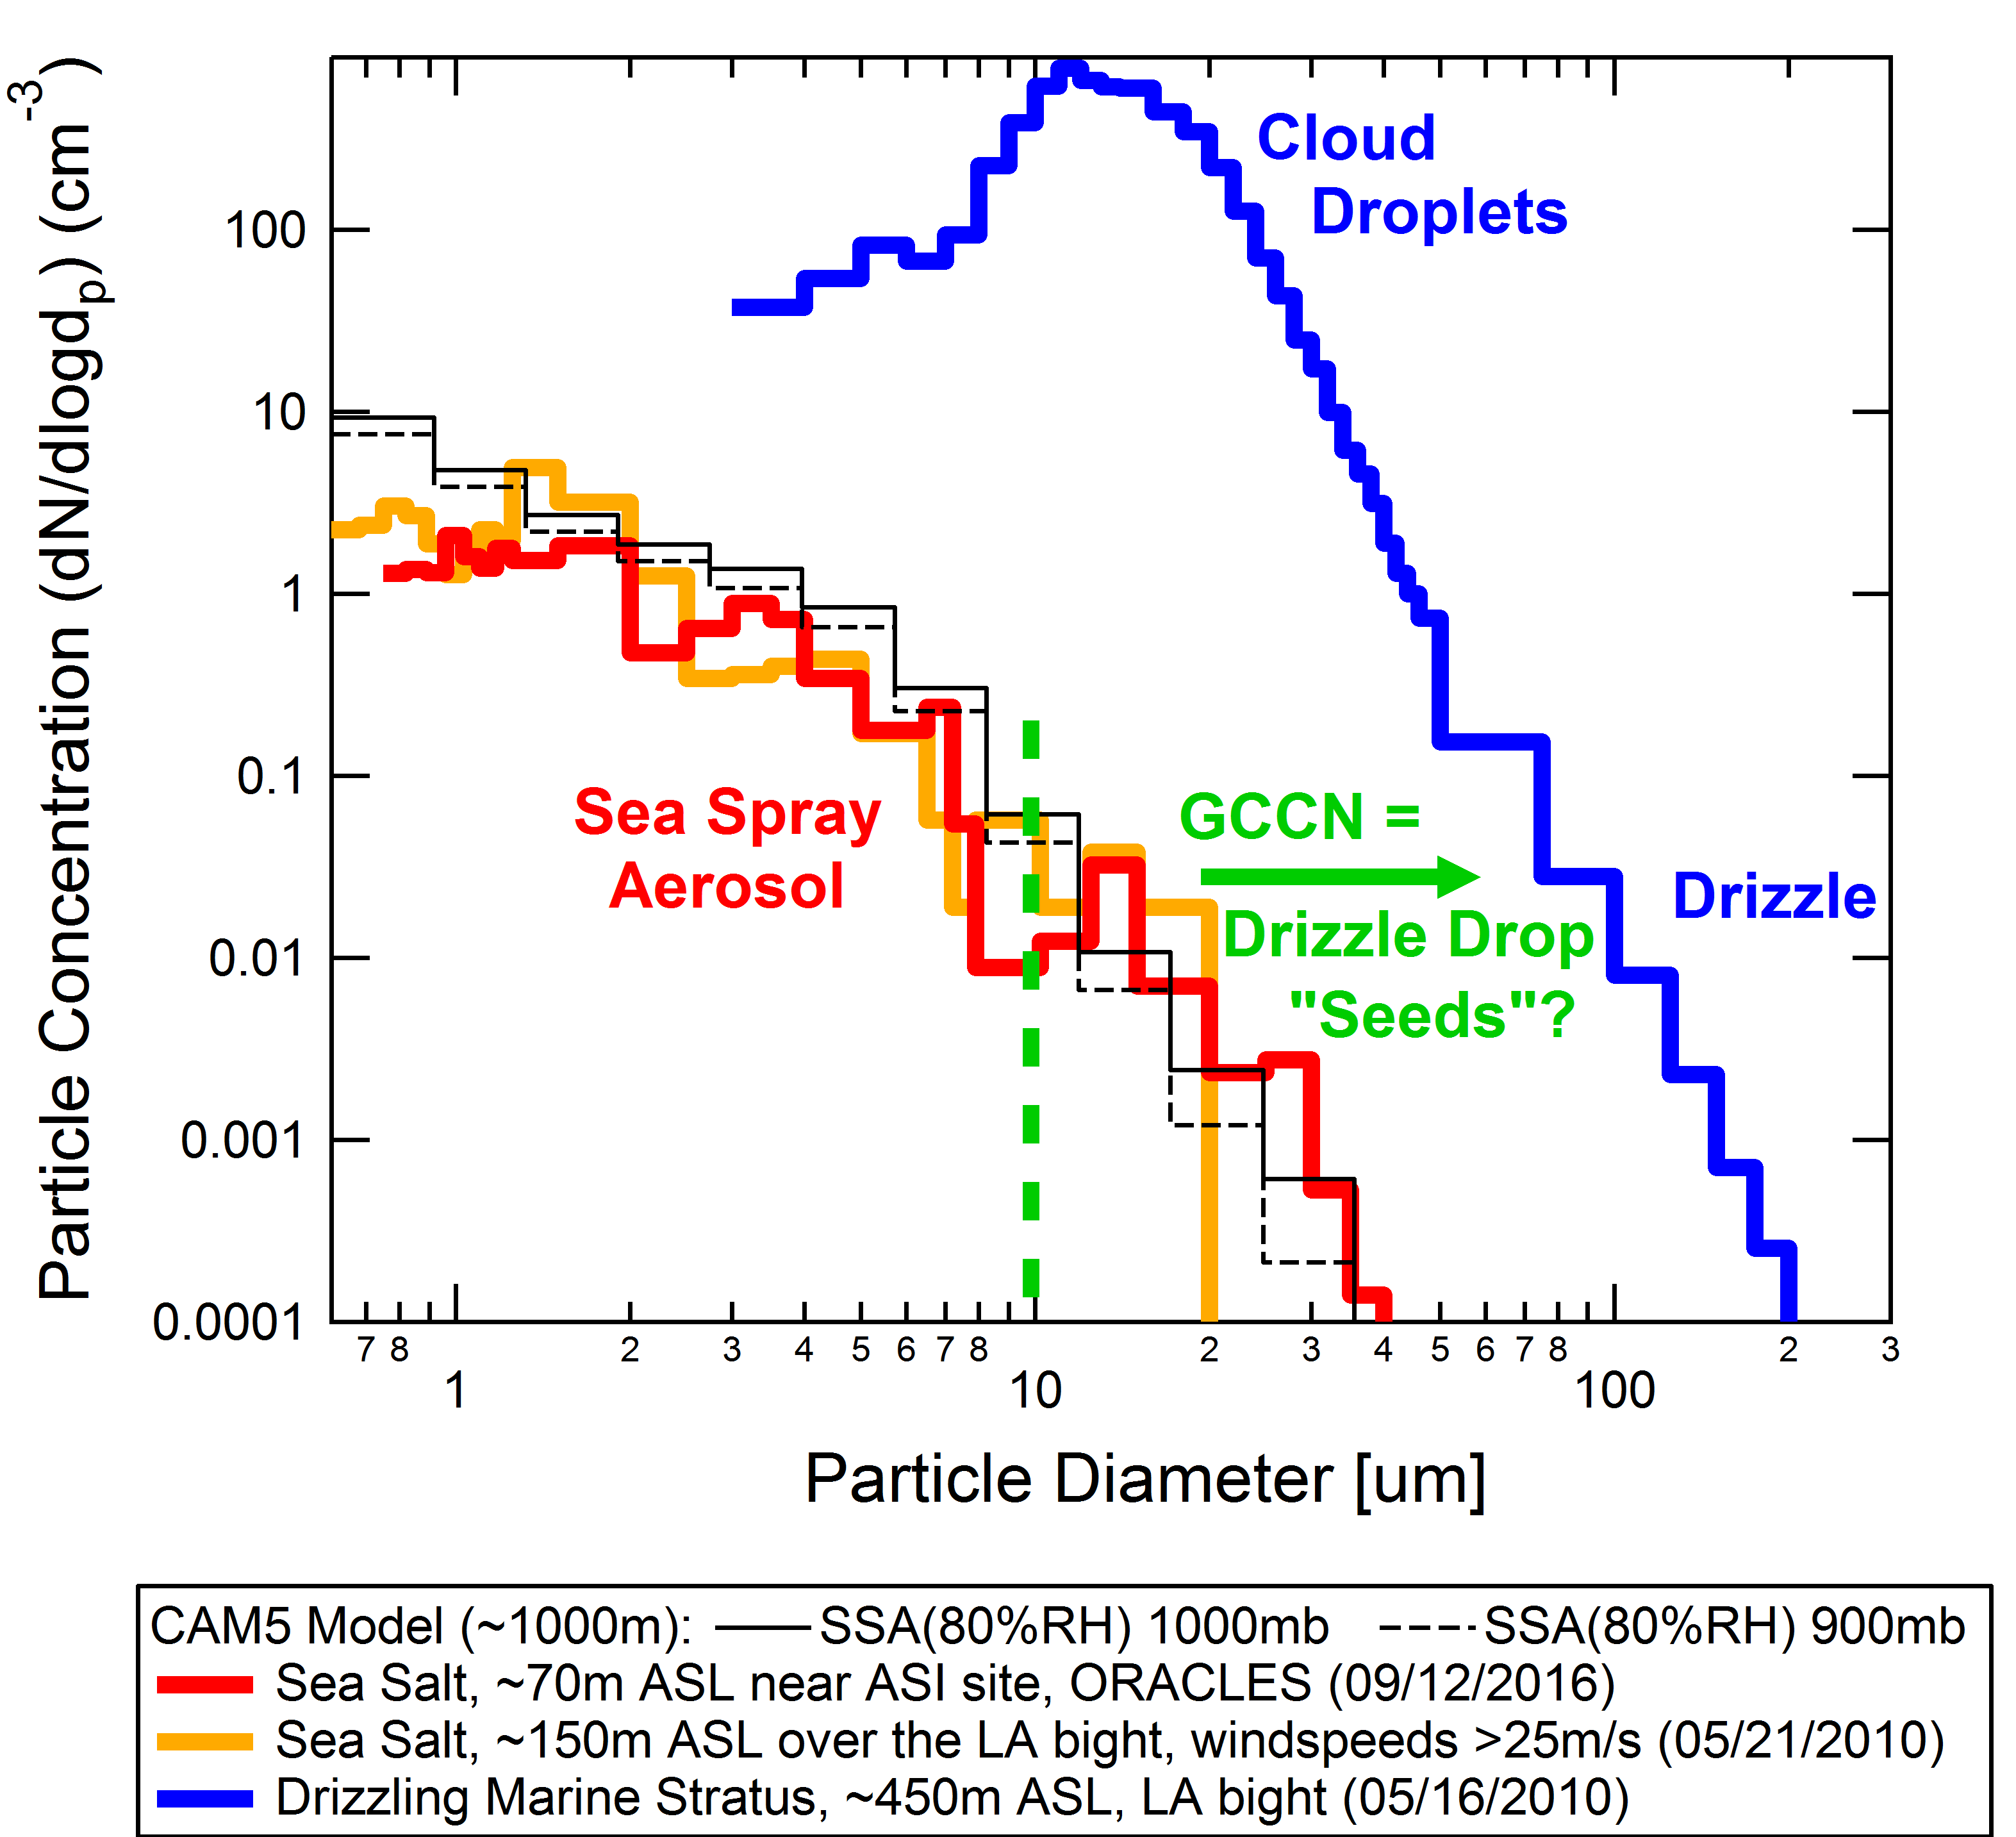 Particle Concentration (dN/dlogdp) (cm-3)
100
10
1
0.1
0.01
0.001
0.0001
Cloud
Droplets
Sea Spray
Aerosol
GCCN =
Drizzle Drop
"Seeds"?
Drizzle
7 8 2 3 4 5 6 7 8 2 3 4 5 6 7 8 2 3
1 10 100
Particle Diameter [um]
CAM5 Model (~1000m): SSA(80%RH) 1000mb SSA(80%RH) 900mb
Sea Salt, ~70m ASL near ASI site, ORACLES (09/12/2016)
Sea Salt, ~150m ASL over the LA bight, windspeeds >25m/s (05/21/2010)
Drizzling Marine Stratus, ~450m ASL, LA bight (05/16/2010)